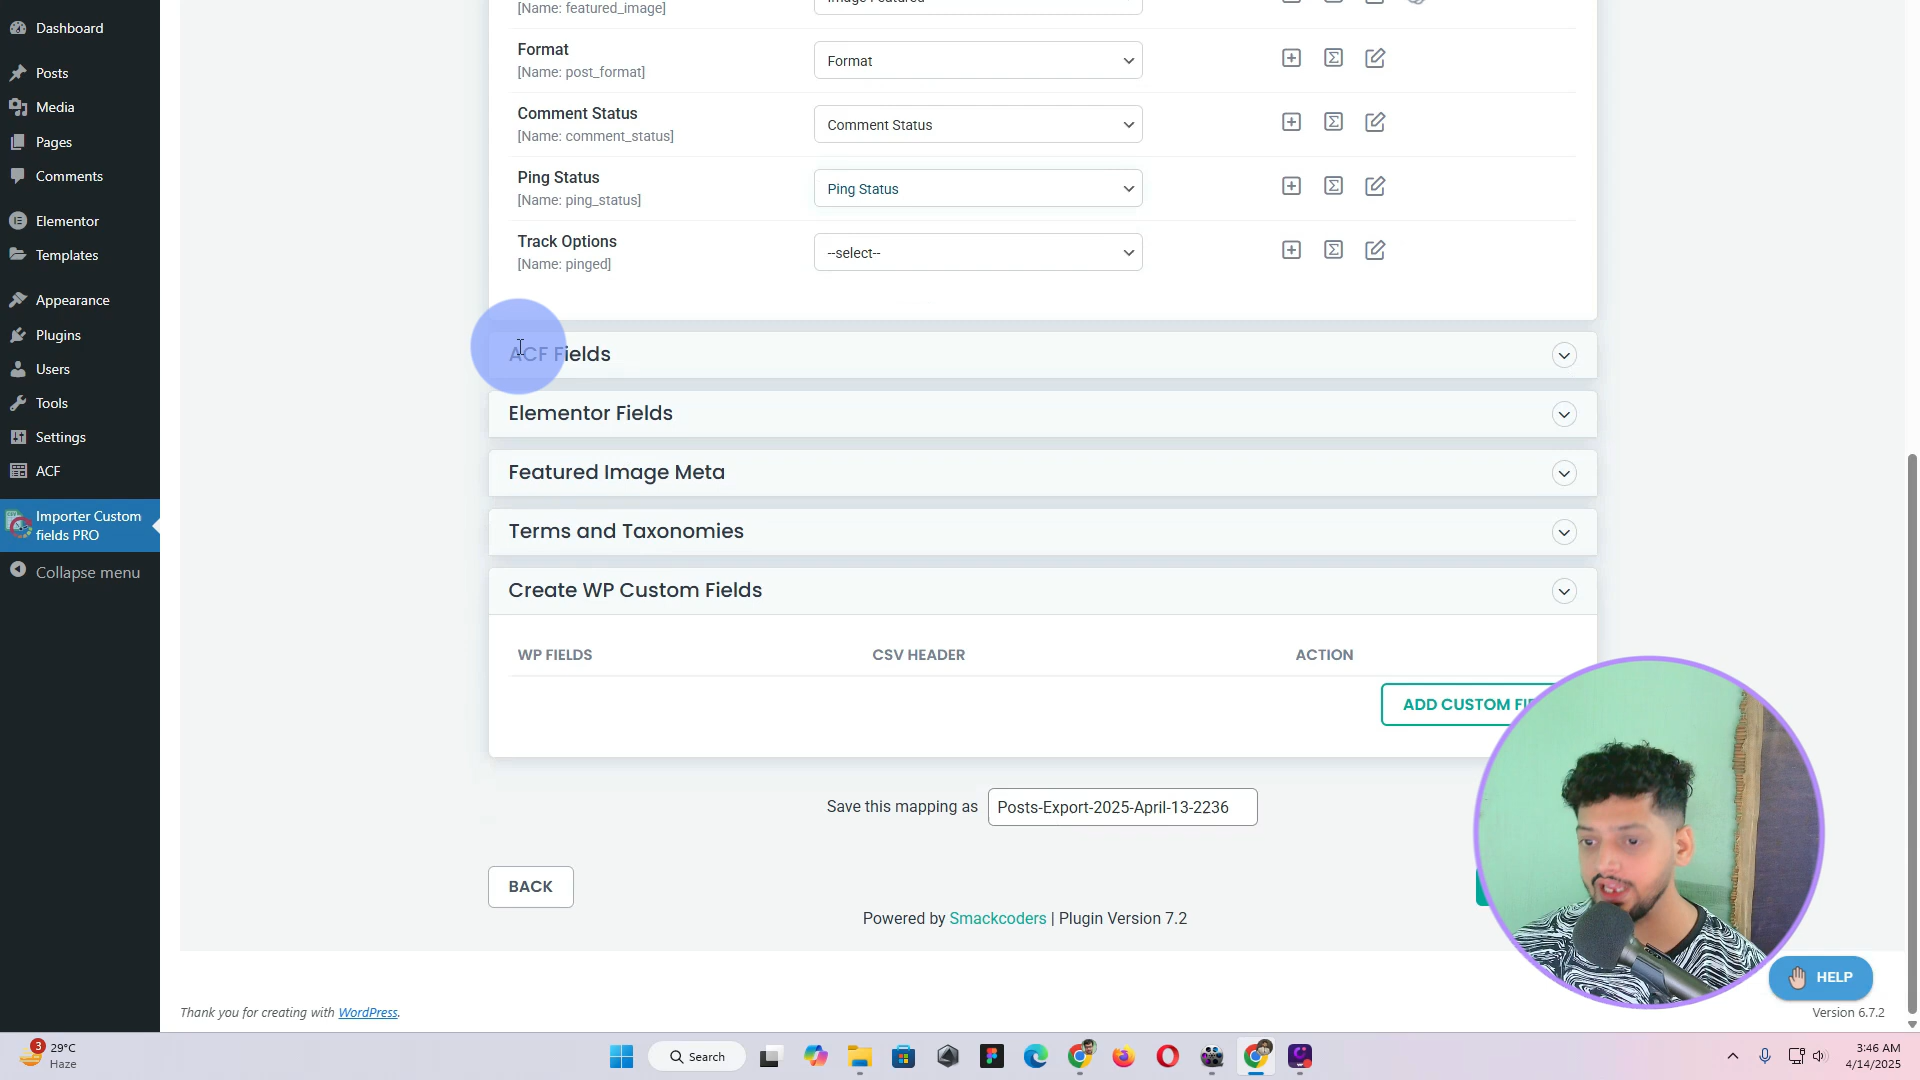 Dashboard
Posts
Media
Pages
Comments
Elementor
Templates
Appearance
Plugins
Users
Tools
Settings
ACF
Importer Custom
fields PRO
Collapse menu
[Name: featured_image]
Image Featured
Format
[Name: post_format]
Format
Comment Status
[Name: comment_status]
Comment Status
Ping Status
[Name: ping_status]
Ping Status
Track Options
[Name: pinged]
--select--
ACF Fields
Elementor Fields
Featured Image Meta
Terms and Taxonomies
Create WP Custom Fields
WP FIELDS
CSV HEADER
ACTION
ADD CUSTOM
Save this mapping as
Posts-Export-2025-April-13-2236
BACK
Powered by Smackcoders | Plugin Version 7.2
HELP
Thank you for creating with WordPress.
Version 6.7.2
3
29°C
Haze
Search
3:46 AM
4/14/2025